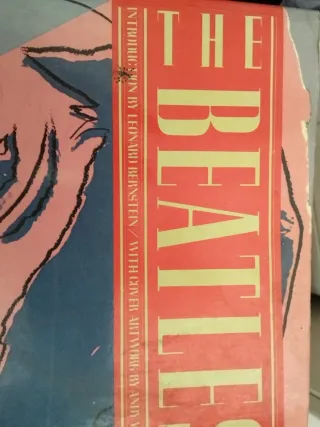 THE BEATLES
INTRODUCTION BY LEONARD BERNSTEIN / WITH COVER ARTWORK BY ANDY